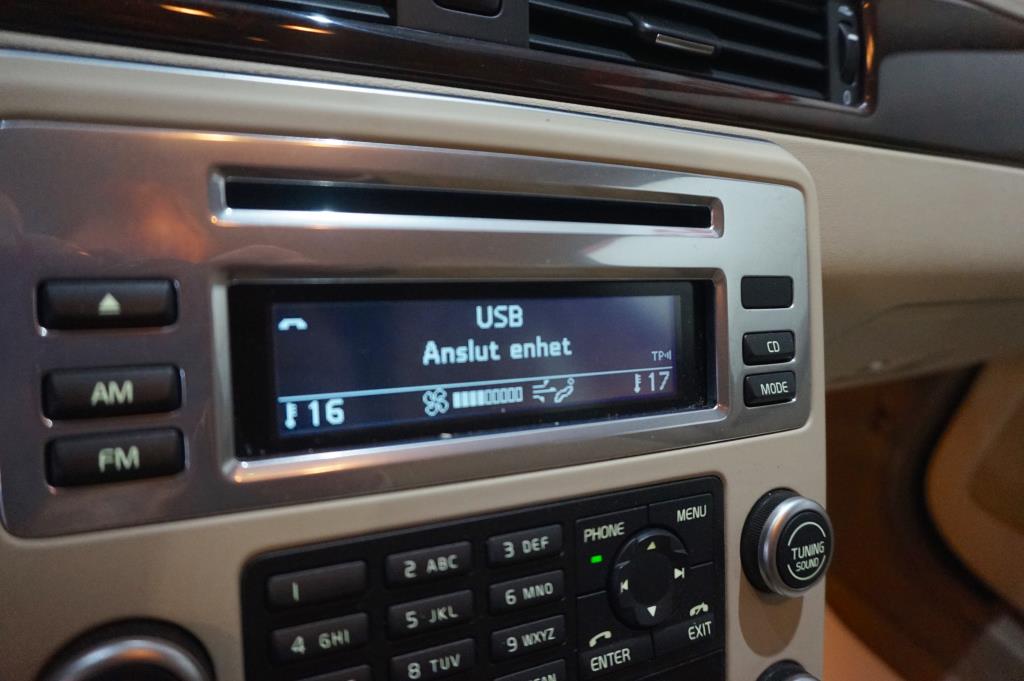 USB
Anslut enhet
TP
16
17
AM
FM
CD
MODE
1
2 ABC
3 DEF
4 GHI
5 JKL
6 MNO
8 TUV
9 WXYZ
PHONE
MENU
ENTER
EXIT
TUNING
SOUND